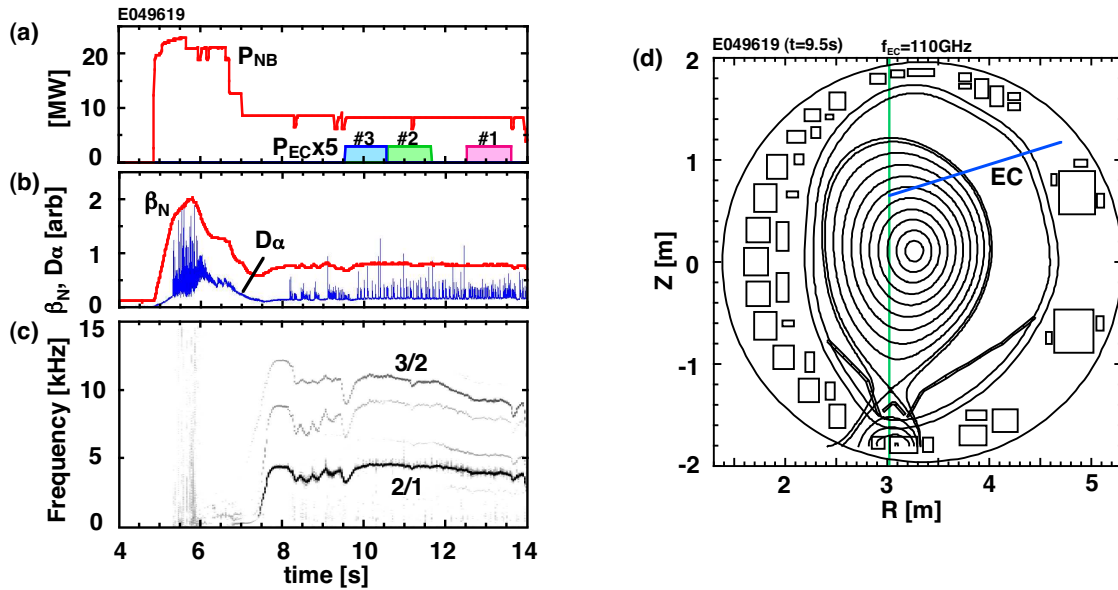 E049619
(a)
[MW]
20
10
0
P_NB
P_ECx5
#3
#2
#1
(b)
β_N, Dα [arb]
2
1
0
β_N
Dα
(c)
Frequency [kHz]
15
10
5
0
3/2
2/1
4 6 8 10 12 14
time [s]
(d)
E049619 (t=9.5s) f_EC=110GHz
Z [m]
2
1
0
-1
-2
EC
2 3 4 5
R [m]